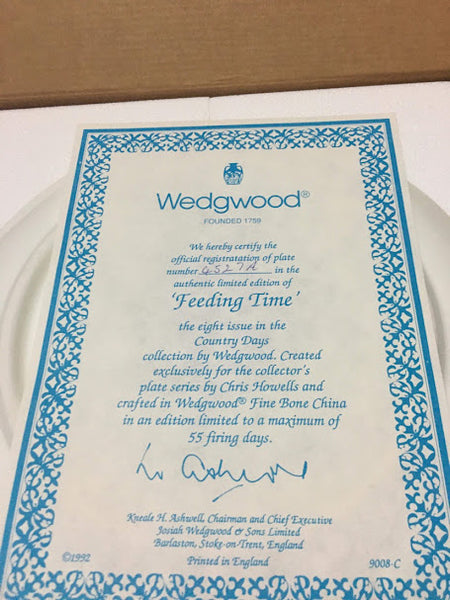 Wedgwood®
FOUNDED 1759
We hereby certify the
official registratation of plate
number 4527A in the
authentic limited edition of
'Feeding Time'
the eight issue in the
Country Days
collection by Wedgwood. Created
exclusively for the collector's
plate series by Chris Howells and
crafted in Wedgwood® Fine Bone China
in an edition limited to a maximum of
55 firing days.
Kneale H. Ashwell, Chairman and Chief Executive
Josiah Wedgwood & Sons Limited
Barlaston, Stoke-on-Trent, England
©1992 Printed in England 9008-C